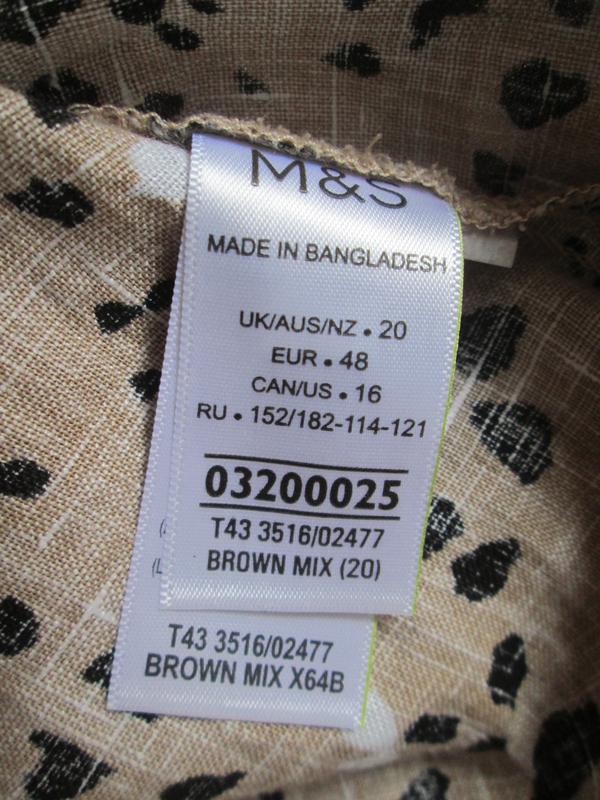 M&S
MADE IN BANGLADESH
UK/AUS/NZ • 20
EUR • 48
CAN/US • 16
RU • 152/182-114-121
03200025
T43 3516/02477
BROWN MIX (20)
T43 3516/02477
BROWN MIX X64B